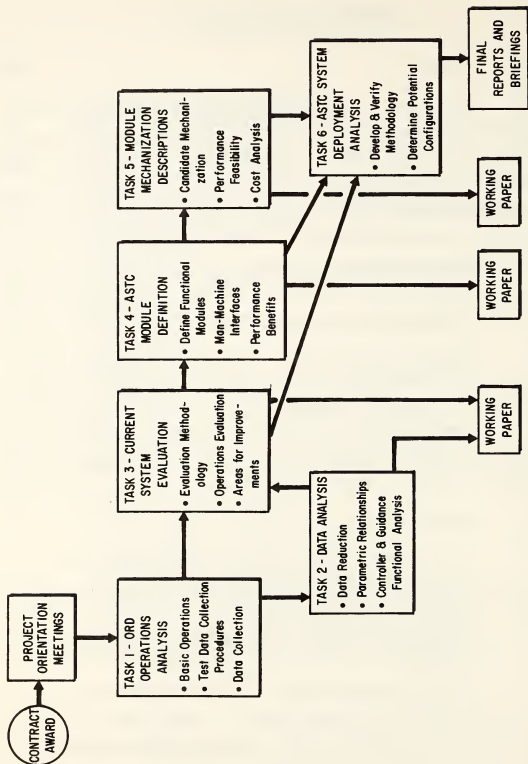 CONTRACT
AWARD
PROJECT
ORIENTATION
MEETINGS
TASK 1 - ORD
OPERATIONS
ANALYSIS
• Basic Operations
• Test Data Collection
Procedures
• Data Collection
TASK 2 - DATA ANALYSIS
• Data Reduction
• Parametric Relationships
• Controller & Guidance
Functional Analysis
TASK 3 - CURRENT
SYSTEM
EVALUATION
• Evaluation Method-
ology
• Operations Evaluation
• Areas for Improve-
ments
WORKING
PAPER
TASK 4 - ASTC
MODULE
DEFINITION
• Define Functional
Modules
• Man-Machine
Interfaces
• Performance
Benefits
WORKING
PAPER
TASK 5 - MODULE
MECHANIZATION
DESCRIPTIONS
• Candidate Mechani-
zation
• Performance
Feasibility
• Cost Analysis
WORKING
PAPER
TASK 6 - ASTC SYSTEM
DEPLOYMENT
ANALYSIS
• Develop & Verify
Methodology
• Determine Potential
Configurations
FINAL
REPORTS AND
BRIEFINGS